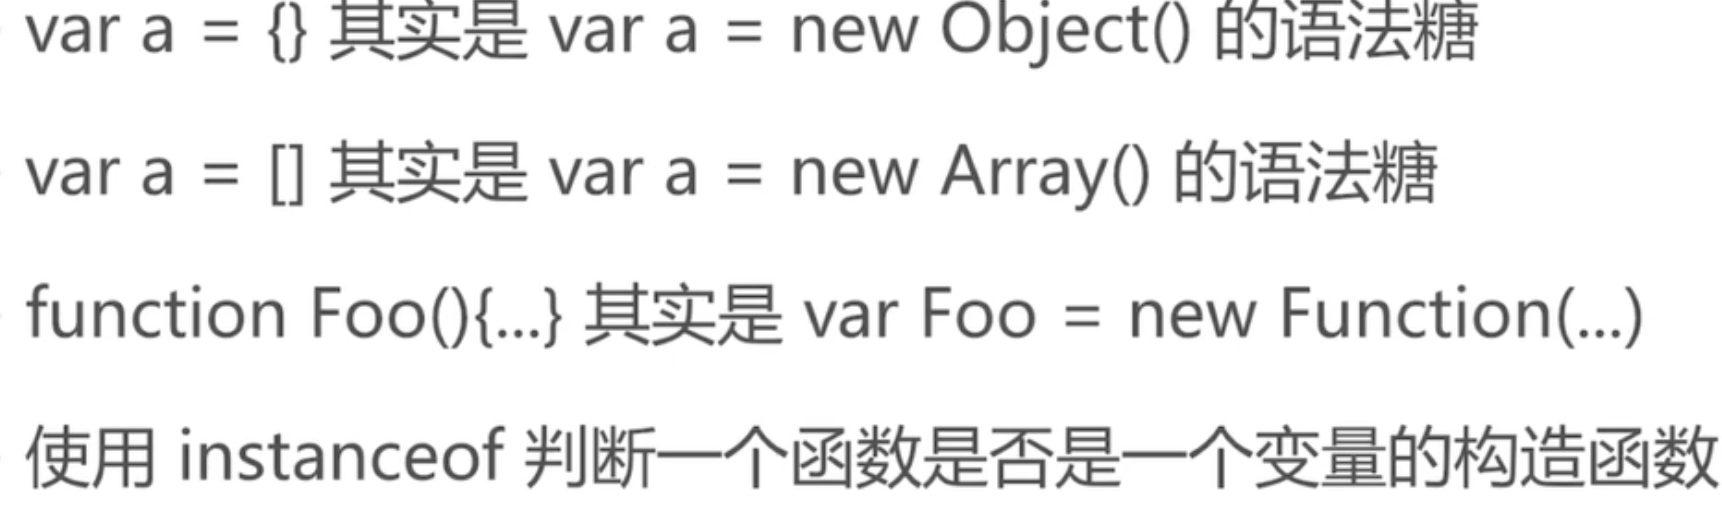 var a = {} 其实是 var a = new Object() 的语法糖
var a = [] 其实是 var a = new Array() 的语法糖
function Foo(){...} 其实是 var Foo = new Function(...)
使用 instanceof 判断一个函数是否是一个变量的构造函数